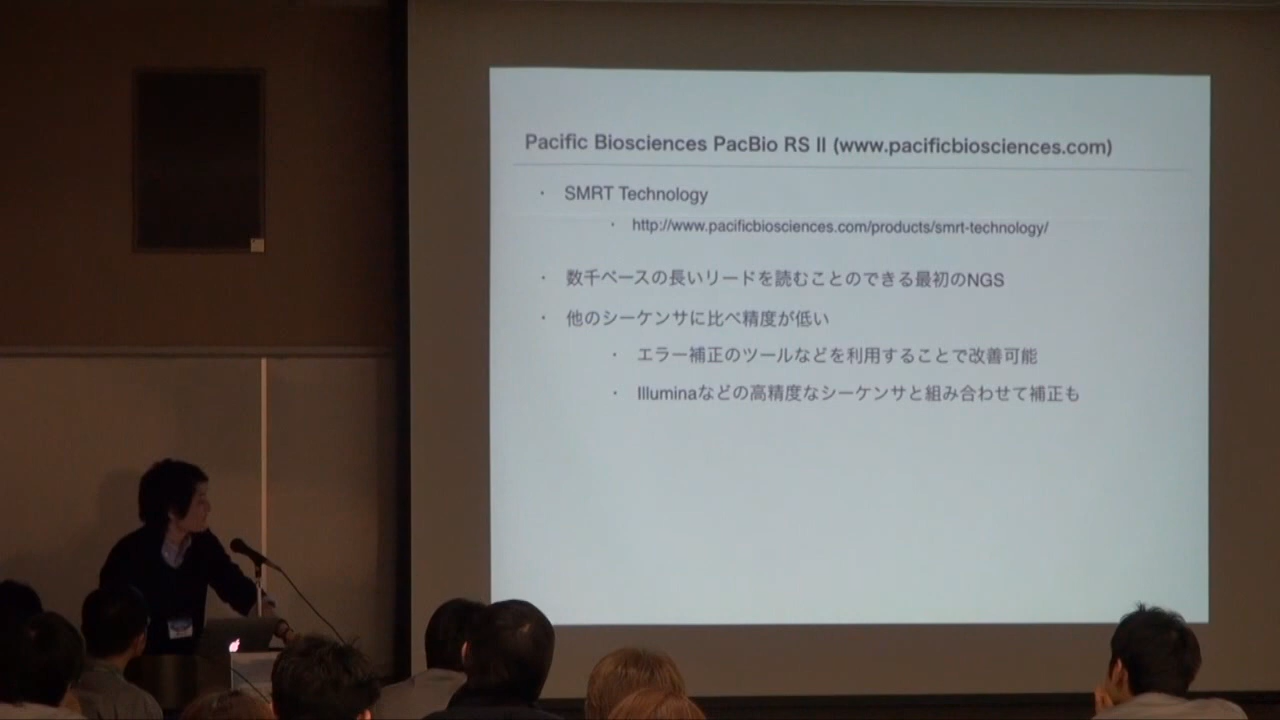 Pacific Biosciences PacBio RS II (www.pacificbiosciences.com)
・ SMRT Technology
・ http://www.pacificbiosciences.com/products/smrt-technology/
・ 数千ベースの長いリードを読むことのできる最初のNGS
・ 他のシーケンサに比べ精度が低い
・ エラー補正のツールなどを利用することで改善可能
・ Illuminaなどの高精度なシーケンサと組み合わせて補正も